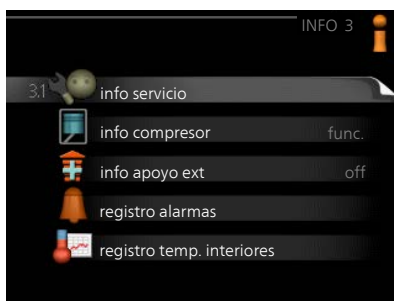 INFO 3
3.1 info servicio
info compresor func.
info apoyo ext off
registro alarmas
registro temp. interiores